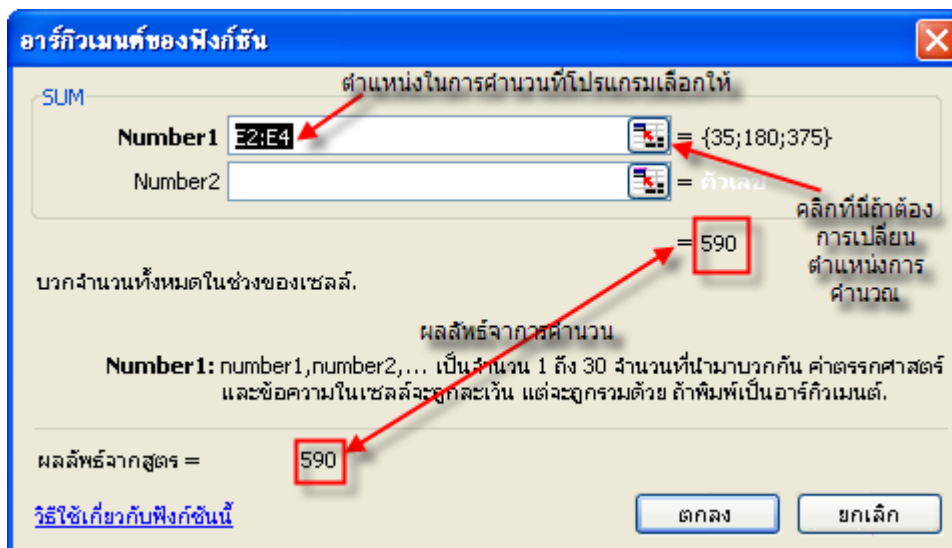 อาร์กิวเมนต์ของฟังก์ชัน
ตำแหน่งในการคำนวนที่โปรแกรมเลือกให้
SUM
Number1 E2:E4 = {35;180;375}
Number2 = ตัวเลข
คลิกที่นี่ถ้าต้อง
การเปลี่ยน
ตำแหน่งการ
คำนวณ
= 590
บวกจำนวนทั้งหมดในช่วงของเซลล์.
ผลลัพธ์จาการคำนวน
Number1: number1,number2,... เป็นจำนวน 1 ถึง 30 จำนวนที่นำมาบวกกัน ค่าตรรกศาสตร์
และข้อความในเซลล์จะถูกละเว้น แต่จะถูกรวมด้วย ถ้าพิมพ์เป็นอาร์กิวเมนต์.
ผลลัพธ์จากสูตร = 590
วิธีใช้เกี่ยวกับฟังก์ชันนี้
ตกลง ยกเลิก